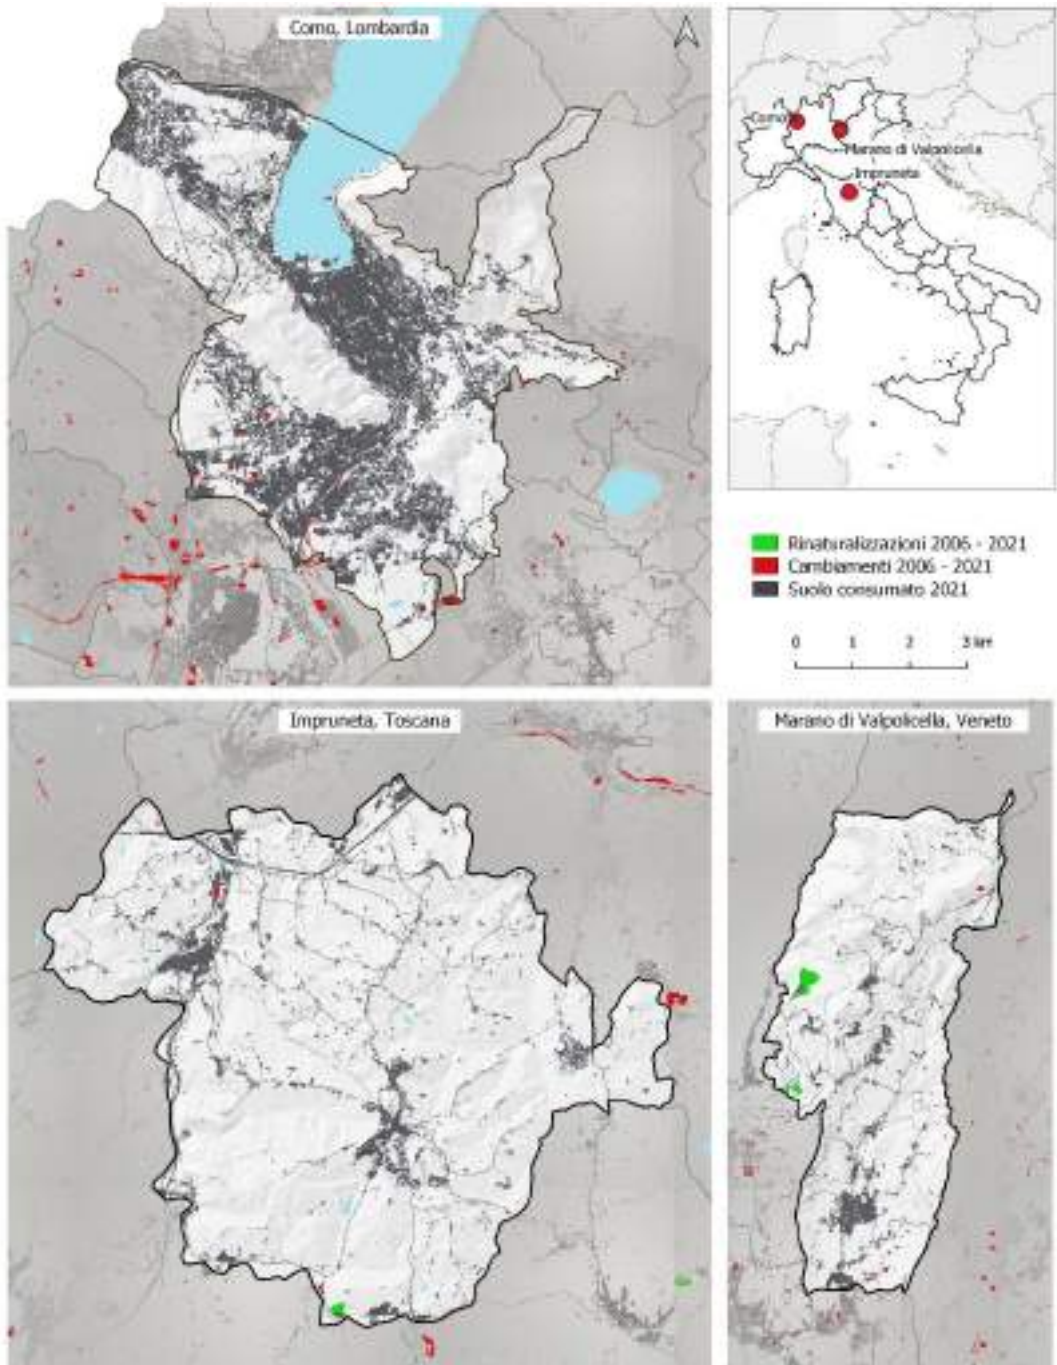 Como, Lombardia
Como
Marano di Valpolicella
Impruneta
Rinaturalizzazioni 2006 - 2021
Cambiamenti 2006 - 2021
Suolo consumato 2021
0 1 2 3 km
Impruneta, Toscana
Marano di Valpolicella, Veneto